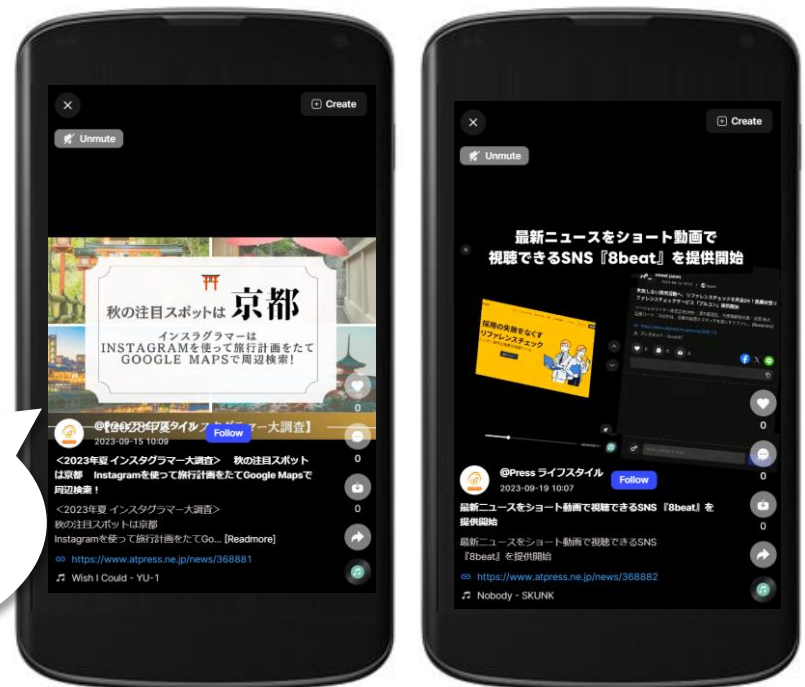 Create
Unmute
秋の注目スポットは 京都
インスタグラマーは
INSTAGRAMを使って旅行計画をたて
GOOGLE MAPSで周辺検索!
大調査】
@Press ライフスタイル
Follow
2023-09-15 10:09
0
<2023年夏 インスタグラマー大調査> 秋の注目スポット
は京都 Instagramを使って旅行計画をたてGoogle Mapsで
周辺検索！
0
<2023年夏 インスタグラマー大調査>
秋の注目スポットは京都
Instagramを使って旅行計画をたてGo... [Readmore]
0
https://www.atpress.ne.jp/news/368881
Wish I Could - YU-1
Create
Unmute
最新ニュースをショート動画で
視聴できるSNS『8beat』を提供開始
採用の失敗をなくす
リファレンスチェック
0
@Press ライフスタイル
Follow
2023-09-19 10:07
0
最新ニュースをショート動画で視聴できるSNS『8beat』を
提供開始
0
最新ニュースをショート動画で視聴できるSNS
『8beat』を提供開始
https://www.atpress.ne.jp/news/368882
Nobody - SKUNK